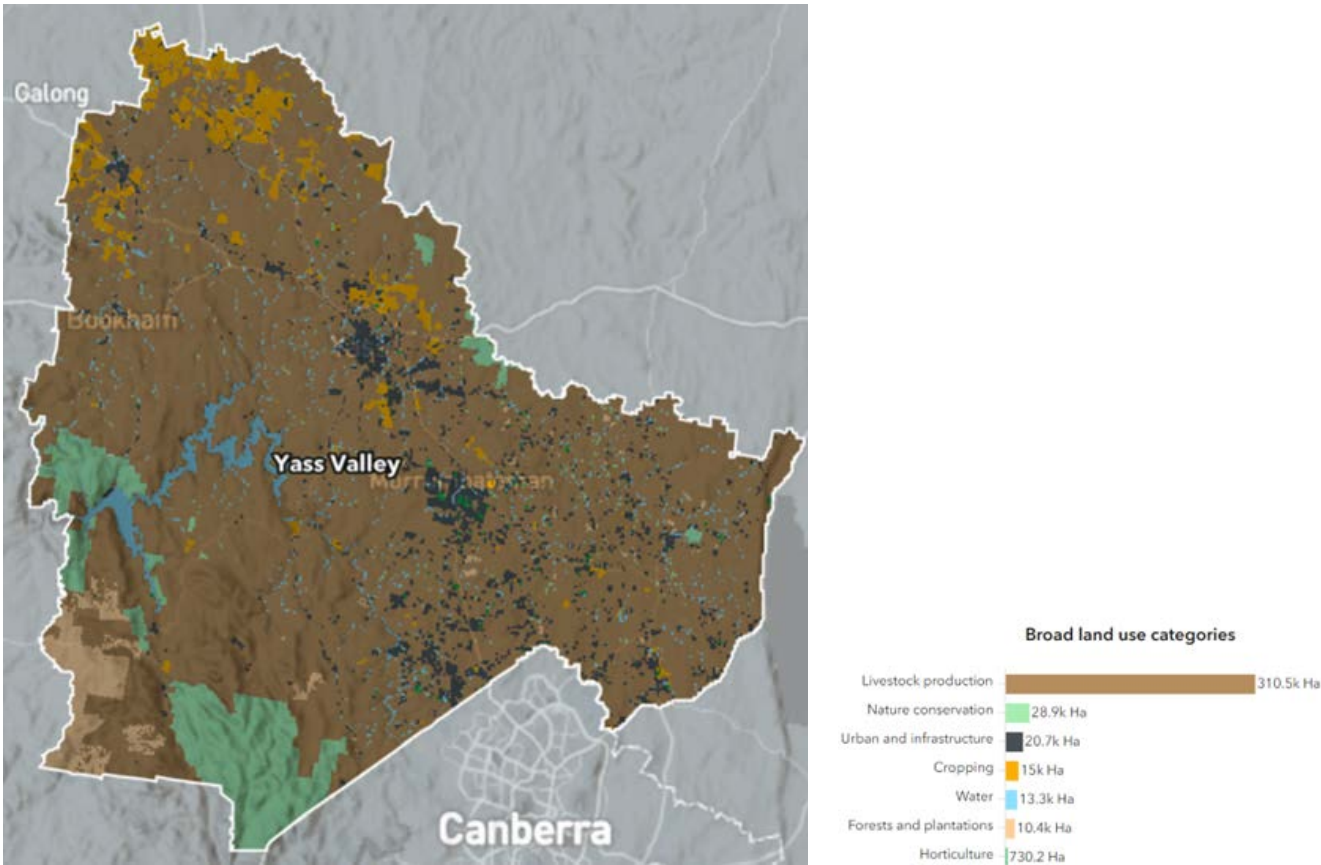 Galong
Bookham
Yass Valley
Murrumbateman
Canberra
Broad land use categories
Livestock production 310.5k Ha
Nature conservation 28.9k Ha
Urban and infrastructure 20.7k Ha
Cropping 15k Ha
Water 13.3k Ha
Forests and plantations 10.4k Ha
Horticulture 730.2 Ha